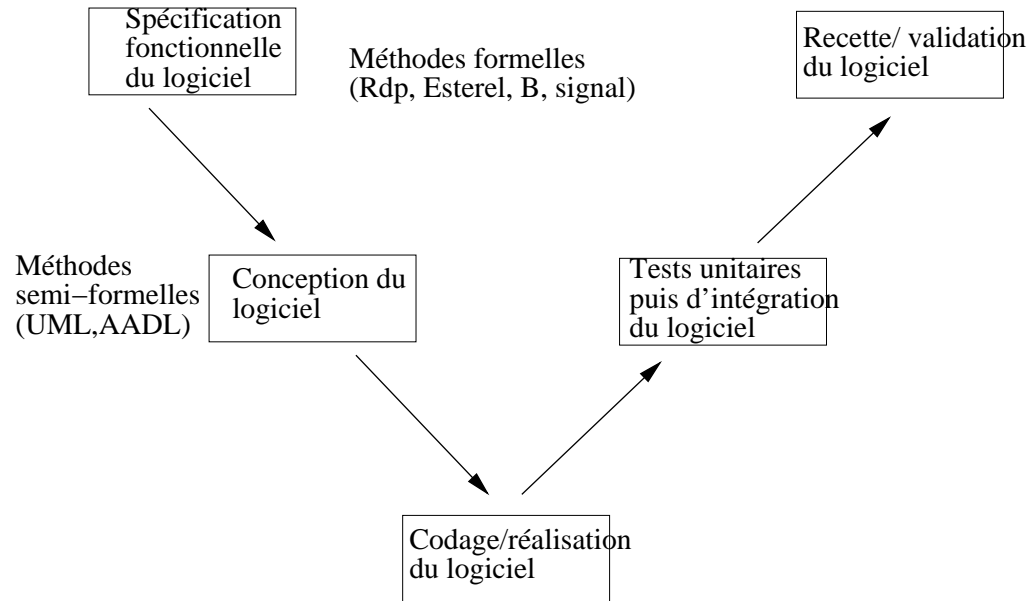 Spécification
fonctionnelle
du logiciel
Méthodes formelles
(Rdp, Esterel, B, signal)
Recette/ validation
du logiciel
Méthodes
semi−formelles
(UML,AADL)
Conception du
logiciel
Tests unitaires
puis d'intégration
du logiciel
Codage/réalisation
du logiciel